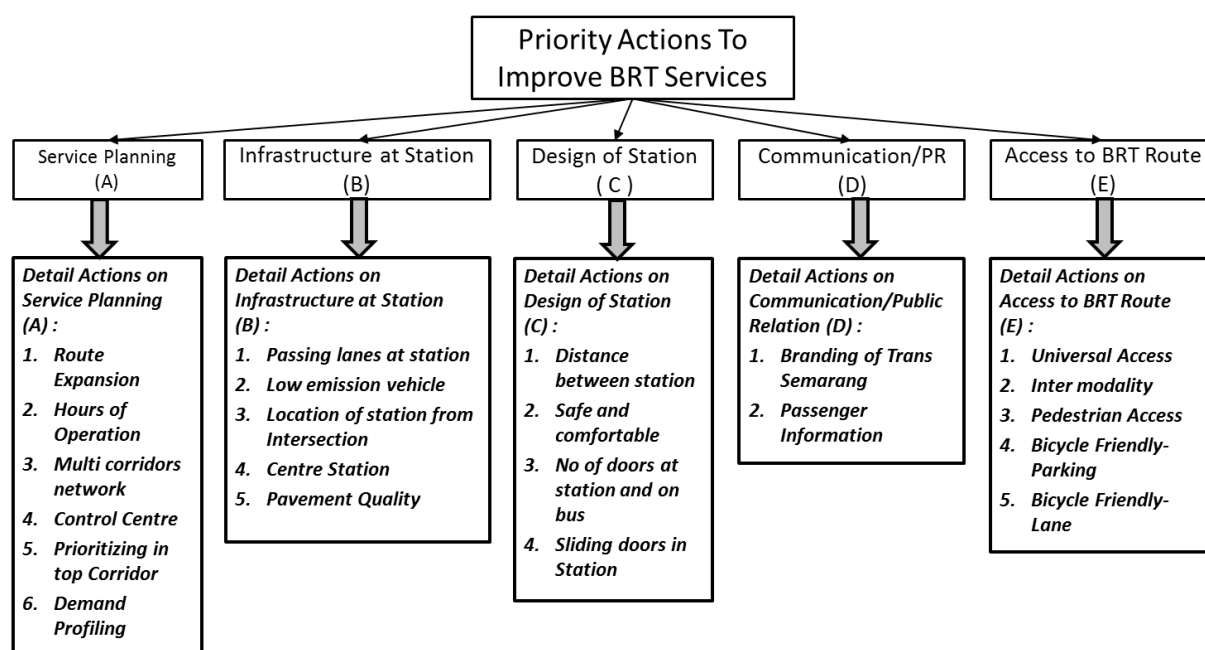 Priority Actions To
Improve BRT Services
Service Planning
(A)
Infrastructure at Station
(B)
Design of Station
( C )
Communication/PR
(D)
Access to BRT Route
(E)
Detail Actions on
Service Planning
(A) :
1. Route
Expansion
2. Hours of
Operation
3. Multi corridors
network
4. Control Centre
5. Prioritizing in
top Corridor
6. Demand
Profiling
Detail Actions on
Infrastructure at Station
(B) :
1. Passing lanes at station
2. Low emission vehicle
3. Location of station from
Intersection
4. Centre Station
5. Pavement Quality
Detail Actions on
Design of Station
(C) :
1. Distance
between station
2. Safe and
comfortable
3. No of doors at
station and on
bus
4. Sliding doors in
Station
Detail Actions on
Communication/Public
Relation (D) :
1. Branding of Trans
Semarang
2. Passenger
Information
Detail Actions on
Access to BRT Route
(E) :
1. Universal Access
2. Inter modality
3. Pedestrian Access
4. Bicycle Friendly-
Parking
5. Bicycle Friendly-
Lane